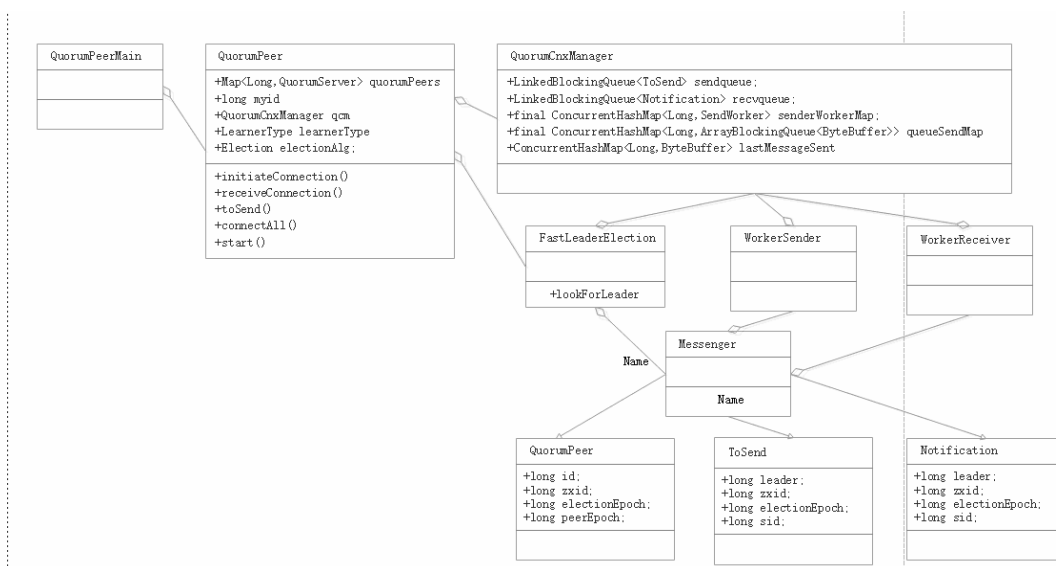 QuorumPeerMain
QuorumPeer
+Map<Long,QuorumServer> quorumPeers
+long myid
+QuorumCnxManager qcm
+LearnerType learnerType
+Election electionAlg;
+initiateConnection()
+receiveConnection()
+toSend()
+connectAll()
+start()
QuorumCnxManager
+LinkedBlockingQueue<ToSend> sendqueue;
+LinkedBlockingQueue<Notification> recvqueue;
+final ConcurrentHashMap<Long,SendWorker> senderWorkerMap;
+final ConcurrentHashMap<Long,ArrayBlockingQueue<ByteBuffer>> queueSendMap
+ConcurrentHashMap<Long,ByteBuffer> lastMessageSent
FastLeaderElection
+lookForLeader
WorkerSender
WorkerReceiver
Messenger
Name
Name
QuorumPeer
+long id;
+long zxid;
+long electionEpoch;
+long peerEpoch;
ToSend
+long leader;
+long zxid;
+long electionEpoch;
+long sid;
Notification
+long leader;
+long zxid;
+long electionEpoch;
+long sid;